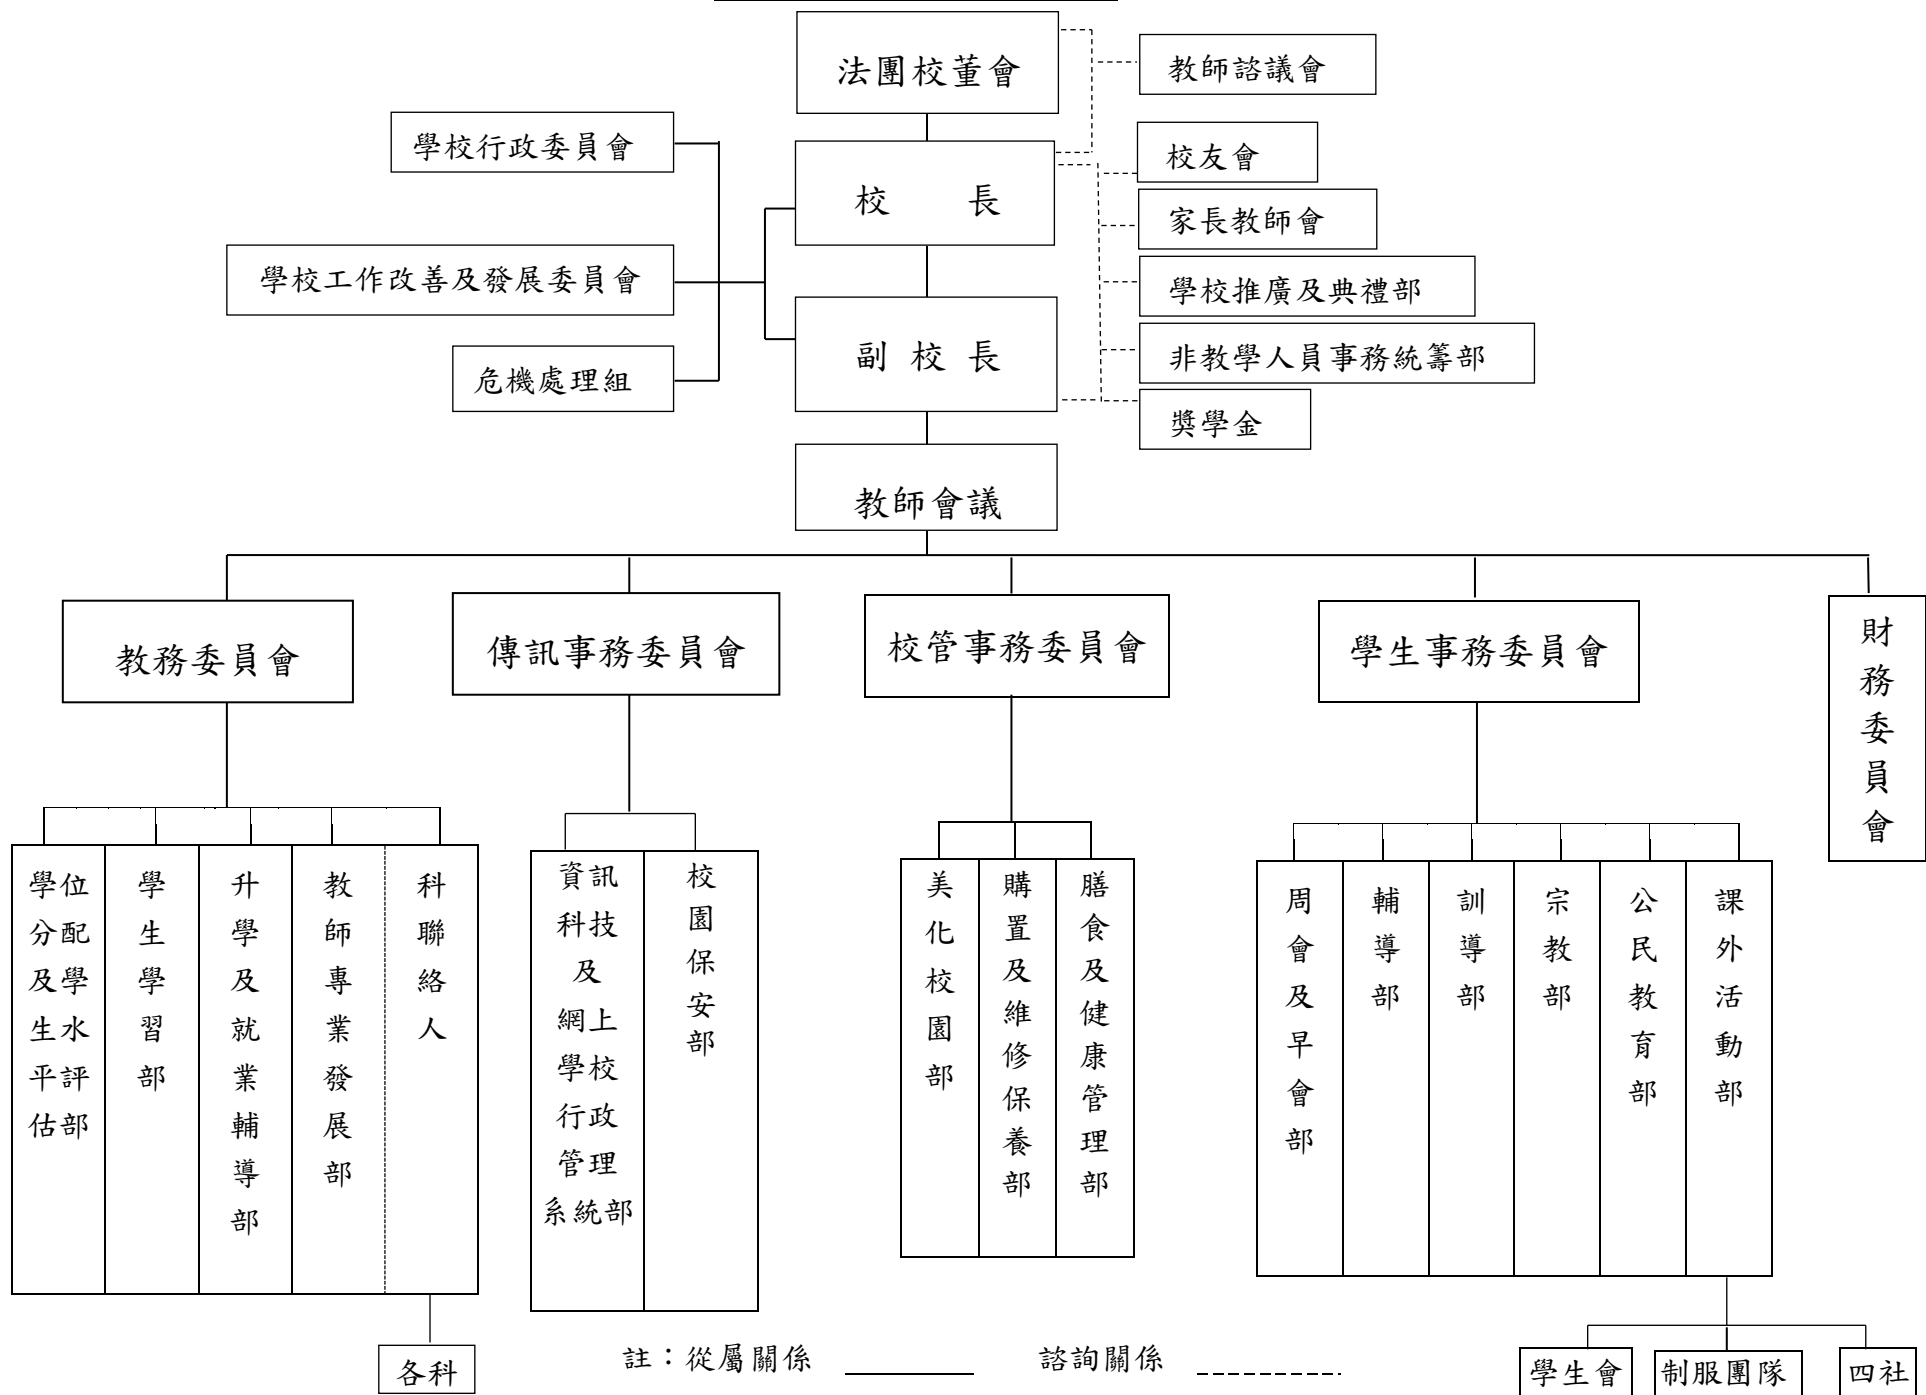 法團校董會
教師諮議會
學校行政委員會
校友會
校長
家長教師會
學校工作改善及發展委員會
學校推廣及典禮部
副校長
非教學人員事務統籌部
危機處理組
獎學金
教師會議
教務委員會
傳訊事務委員會
校管事務委員會
學生事務委員會
財務委員會
學位
分配
及學
生水
平評
估部
學生學習部
升學及就業輔導部
教師專業發展部
科聯絡人
資訊
科技
及
網上
學校
行政
管理
系統部
校園保安部
美化校園部
購置及維修保養部
膳食及健康管理部
周會及早會部
輔導部
訓導部
宗教部
公民教育部
課外活動部
各科
註：從屬關係
諮詢關係
學生會
制服團隊
四社